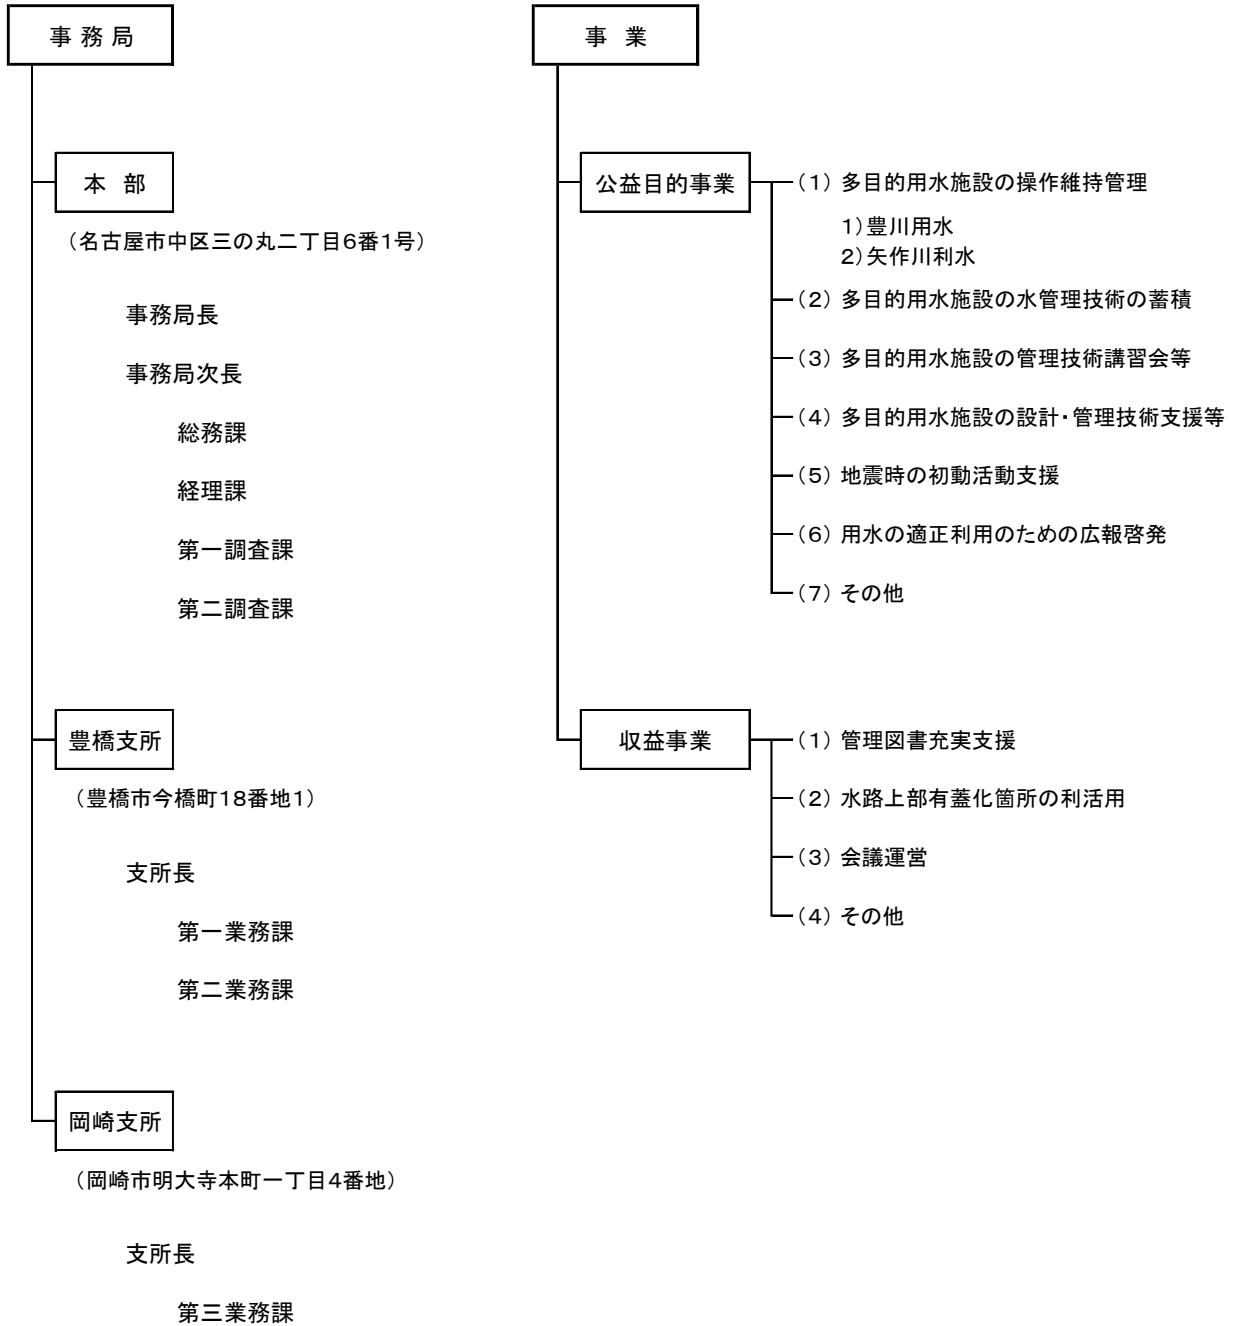 事務局
本部
（名古屋市中区三の丸二丁目6番1号）
事務局長
事務局次長
総務課
経理課
第一調査課
第二調査課
豊橋支所
（豊橋市今橋町18番地1）
支所長
第一業務課
第二業務課
岡崎支所
（岡崎市明大寺本町一丁目4番地）
支所長
第三業務課
事業
公益目的事業
（1）多目的用水施設の操作維持管理
1）豊川用水
2）矢作川利水
（2）多目的用水施設の水管理技術の蓄積
（3）多目的用水施設の管理技術講習会等
（4）多目的用水施設の設計・管理技術支援等
（5）地震時の初動活動支援
（6）用水の適正利用のための広報啓発
（7）その他
収益事業
（1）管理図書充実支援
（2）水路上部有蓋化箇所の利活用
（3）会議運営
（4）その他